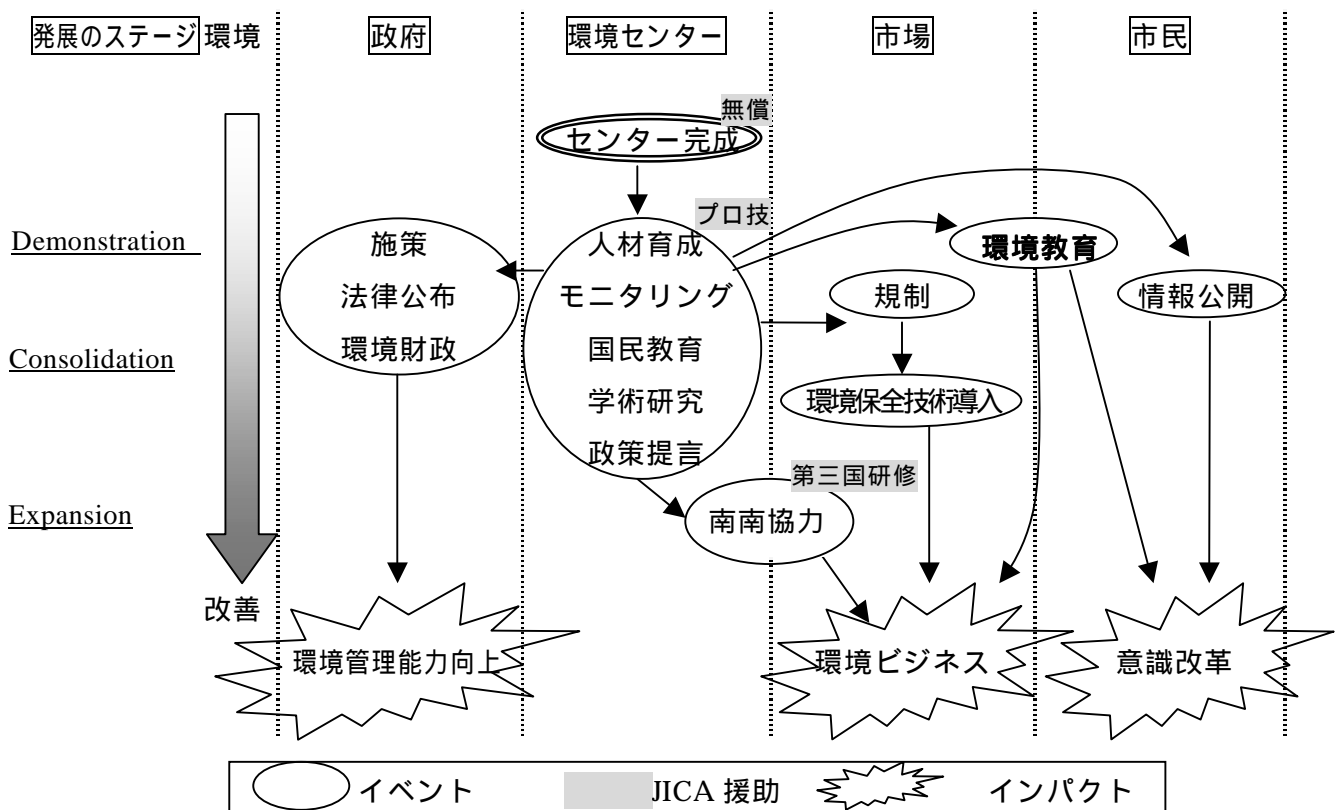 発展のステージ 環境 政府 環境センター 市場 市民
無償
センター完成
プロ技
Demonstration
施策
法律公布
環境財政
人材育成
モニタリング
国民教育
学術研究
政策提言
環境教育
規制
情報公開
Consolidation
環境保全技術導入
第三国研修
Expansion
南南協力
改善
環境管理能力向上
環境ビジネス
意識改革
イベント JICA 援助 インパクト